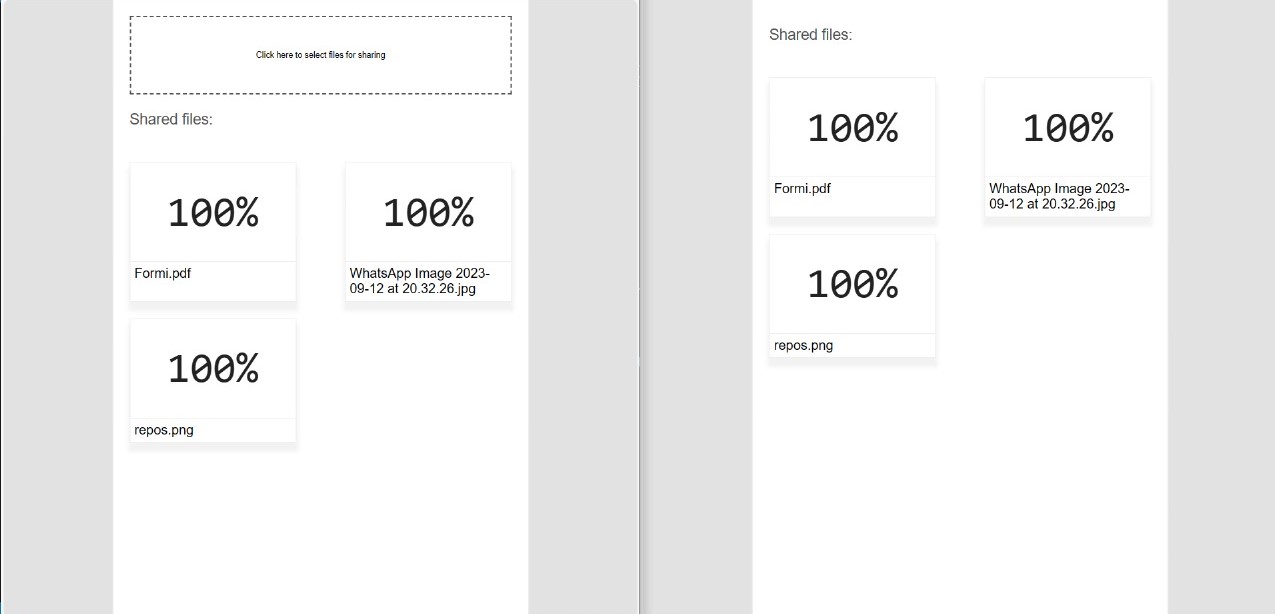 Click here to select files for sharing
Shared files:
100%
100%
Formi.pdf
WhatsApp Image 2023-
09-12 at 20.32.26.jpg
100%
repos.png
Shared files:
100%
100%
Formi.pdf
WhatsApp Image 2023-
09-12 at 20.32.26.jpg
100%
repos.png